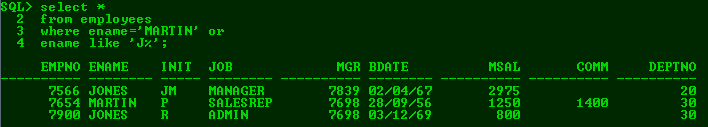 SQL> select *
  2  from employees
  3  where ename='MARTIN' or
  4  ename like 'J%';

     EMPNO ENAME    INIT  JOB             MGR BDATE          MSAL       COMM     DEPTNO
---------- -------- ----- -------- ---------- -------- ---------- ---------- ----------
      7566 JONES    JM    MANAGER        7839 02/04/67       2975                    20
      7654 MARTIN   P     SALESREP       7698 28/09/56       1250       1400         30
      7900 JONES    R     ADMIN          7698 03/12/69        800                    30